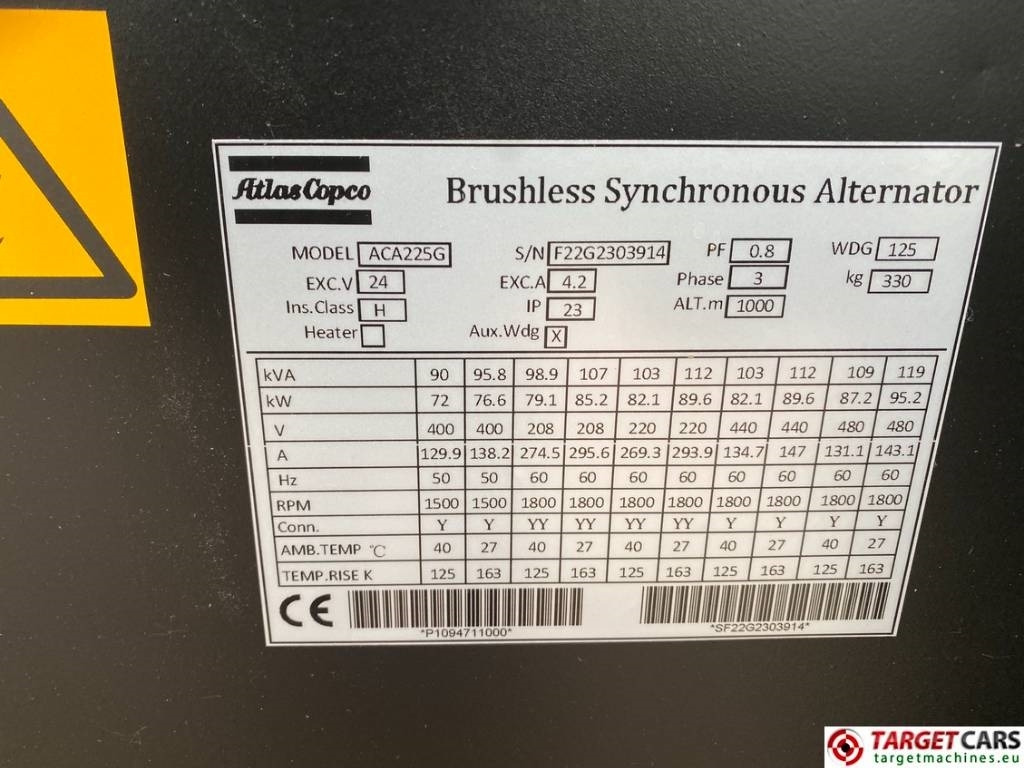 Atlas Copco Brushless Synchronous Alternator
MODEL ACA225G S/N F22G2303914 PF 0.8 WDG 125
EXC.V 24 EXC.A 4.2 Phase 3 kg 330
Ins.Class H IP 23 ALT.m 1000
Heater Aux.Wdg X
kVA 90 95.8 98.9 107 103 112 103 112 109 119
kW 72 76.6 79.1 85.2 82.1 89.6 82.1 89.6 87.2 95.2
V 400 400 208 208 220 220 440 440 480 480
A 129.9 138.2 274.5 295.6 269.3 293.9 134.7 147 131.1 143.1
Hz 50 50 60 60 60 60 60 60 60 60
RPM 1500 1500 1800 1800 1800 1800 1800 1800 1800 1800
Conn. Y Y YY YY YY YY Y Y Y Y
AMB.TEMP ℃ 40 27 40 27 40 27 40 27 40 27
TEMP.RISE K 125 163 125 163 125 163 125 163 125 163
CE
*P1094711000* *SF22G2303914*
TARGETCARS
targetmachines.eu